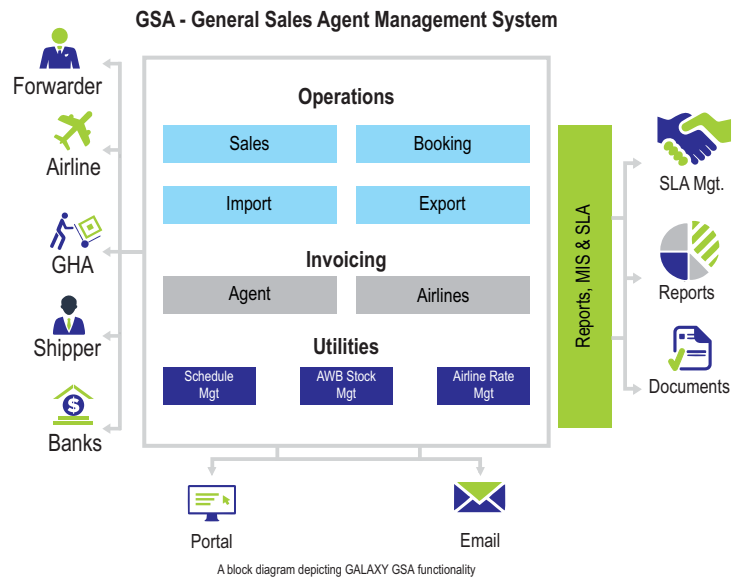 GSA - General Sales Agent Management System
Forwarder
Airline
GHA
Shipper
Banks
Operations
Sales
Booking
Import
Export
Invoicing
Agent
Airlines
Utilities
Schedule
Mgt
AWB Stock
Mgt
Airline Rate
Mgt
Reports, MIS & SLA
SLA Mgt.
Reports
Documents
$
Portal
Email
A block diagram depicting GALAXY GSA functionality